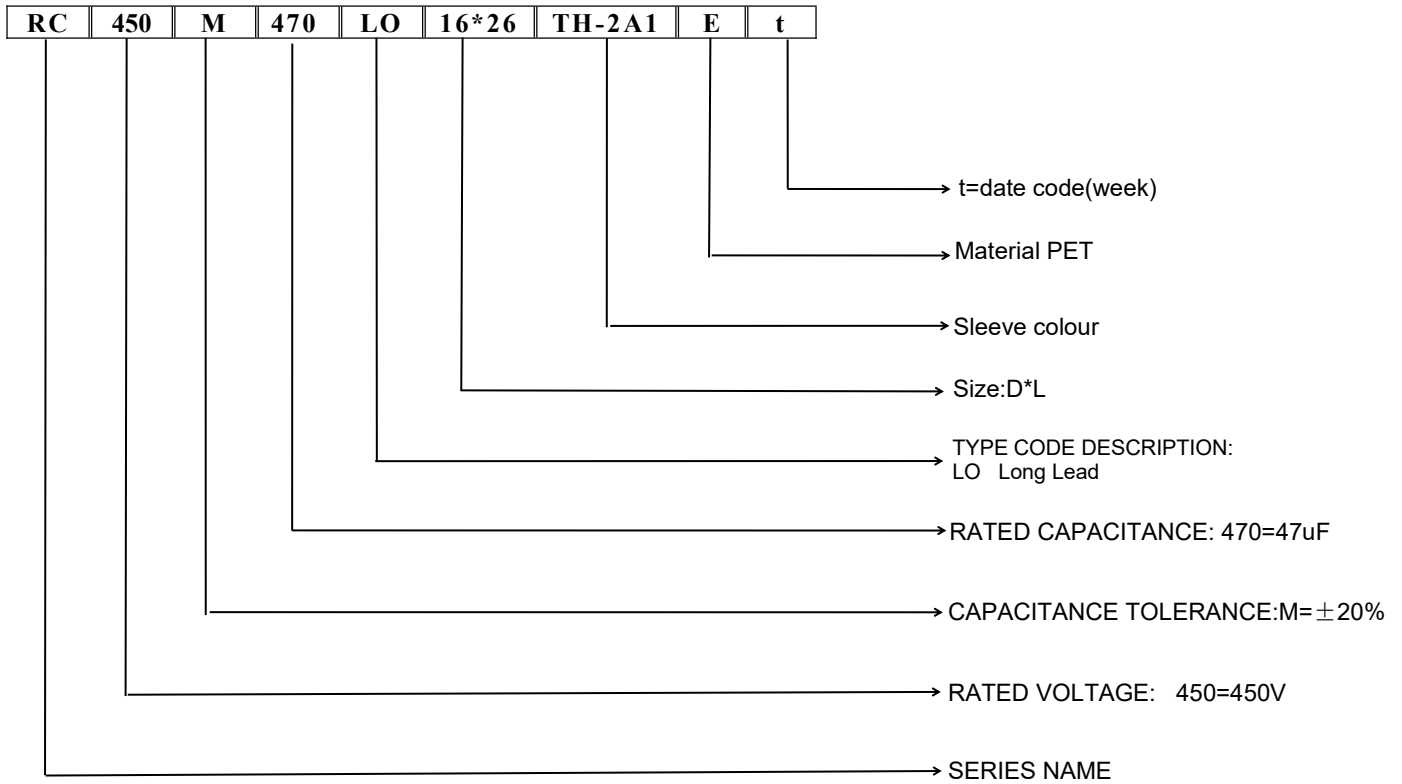 RC 450 M 470 LO 16*26 TH-2A1 E t
t=date code(week)
Material PET
Sleeve colour
Size:D*L
TYPE CODE DESCRIPTION:
LO Long Lead
RATED CAPACITANCE: 470=47uF
CAPACITANCE TOLERANCE:M=±20%
RATED VOLTAGE: 450=450V
SERIES NAME